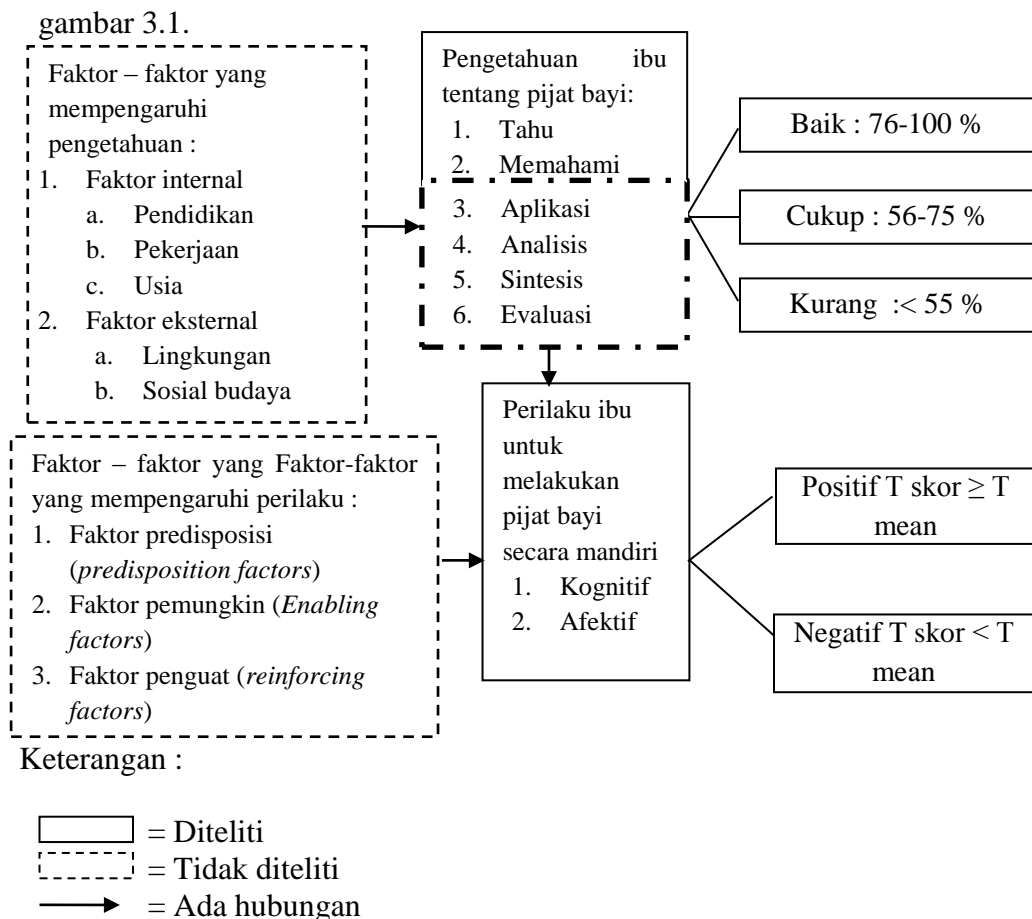 gambar 3.1.
Faktor – faktor yang
mempengaruhi
pengetahuan :
1. Faktor internal
a. Pendidikan
b. Pekerjaan
c. Usia
2. Faktor eksternal
a. Lingkungan
b. Sosial budaya
Pengetahuan ibu
tentang pijat bayi:
1. Tahu
2. Memahami
3. Aplikasi
4. Analisis
5. Sintesis
6. Evaluasi
Baik : 76-100 %
Cukup : 56-75 %
Kurang :< 55 %
Faktor – faktor yang Faktor-faktor
yang mempengaruhi perilaku :
1. Faktor predisposisi
(predisposition factors)
2. Faktor pemungkin (Enabling
factors)
3. Faktor penguat (reinforcing
factors)
Perilaku ibu
untuk
melakukan
pijat bayi
secara mandiri
1. Kognitif
2. Afektif
Positif T skor ≥ T
mean
Negatif T skor < T
mean
Keterangan :
= Diteliti
= Tidak diteliti
= Ada hubungan